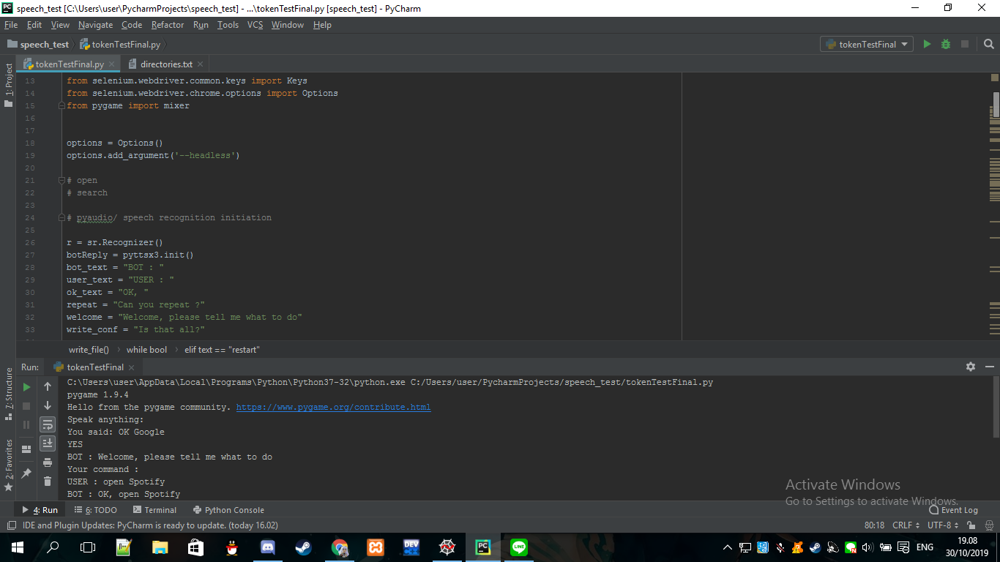 speech_test [C:\Users\user\PycharmProjects\speech_test] - ...\tokenTestFinal.py [speech_test] - PyCharm
File Edit View Navigate Code Refactor Run Tools VCS Window Help
speech_test tokenTestFinal.py tokenTestFinal
tokenTestFinal.py directories.txt
1: Project
13 from selenium.webdriver.common.keys import Keys
14 from selenium.webdriver.chrome.options import Options
15 from pygame import mixer
16
17
18 options = Options()
19 options.add_argument('--headless')
20
21 # open
22 # search
23
24 # pyaudio/ speech recognition initiation
25
26 r = sr.Recognizer()
27 botReply = pyttsx3.init()
28 bot_text = "BOT : "
29 user_text = "USER : "
30 ok_text = "OK, "
31 repeat = "Can you repeat ?"
32 welcome = "Welcome, please tell me what to do"
33 write_conf = "Is that all?"
write_file() while bool elif text == "restart"
Run: tokenTestFinal
7: Structure
2: Favorites
C:\Users\user\AppData\Local\Programs\Python\Python37-32\python.exe C:/Users/user/PycharmProjects/speech_test/tokenTestFinal.py
pygame 1.9.4
Hello from the pygame community. https://www.pygame.org/contribute.html
Speak anything:
You said: OK Google
YES
BOT : Welcome, please tell me what to do
Your command :
USER : open Spotify
BOT : OK, open Spotify
Activate Windows
Go to Settings to activate Windows.
4: Run 6: TODO Terminal Python Console Event Log
IDE and Plugin Updates: PyCharm is ready to update. (today 16.02) 80:18 CRLF UTF-8
DEV PC LINE ENG 19.08
30/10/2019